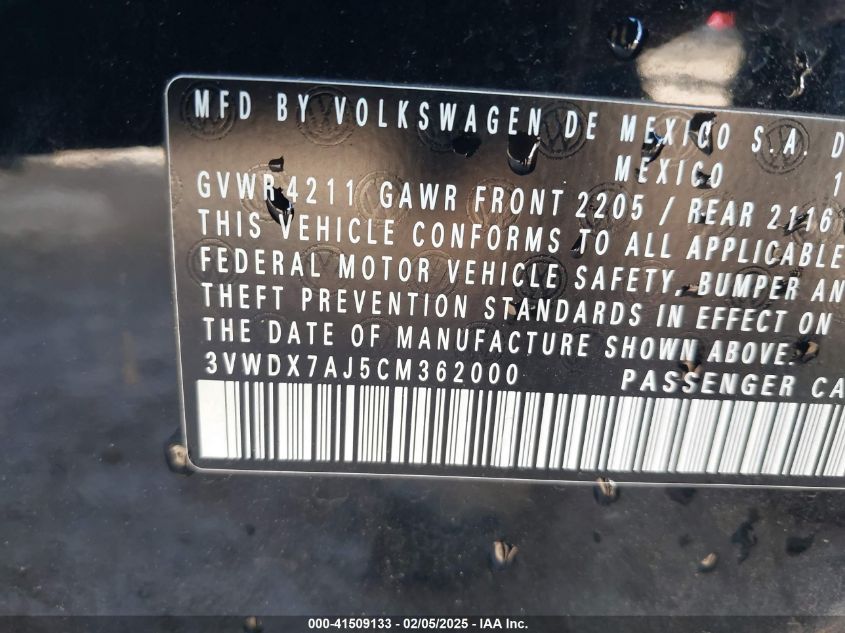 MFD BY VOLKSWAGEN DE MEXICO S.A. D
MEXICO 1
GVWR 4211 GAWR FRONT 2205 / REAR 2116
THIS VEHICLE CONFORMS TO ALL APPLICABLE
FEDERAL MOTOR VEHICLE SAFETY, BUMPER AN
THEFT PREVENTION STANDARDS IN EFFECT ON
THE DATE OF MANUFACTURE SHOWN ABOVE.
3VWDX7AJ5CM362000 PASSENGER CA
000-41509133 - 02/05/2025 - IAA Inc.